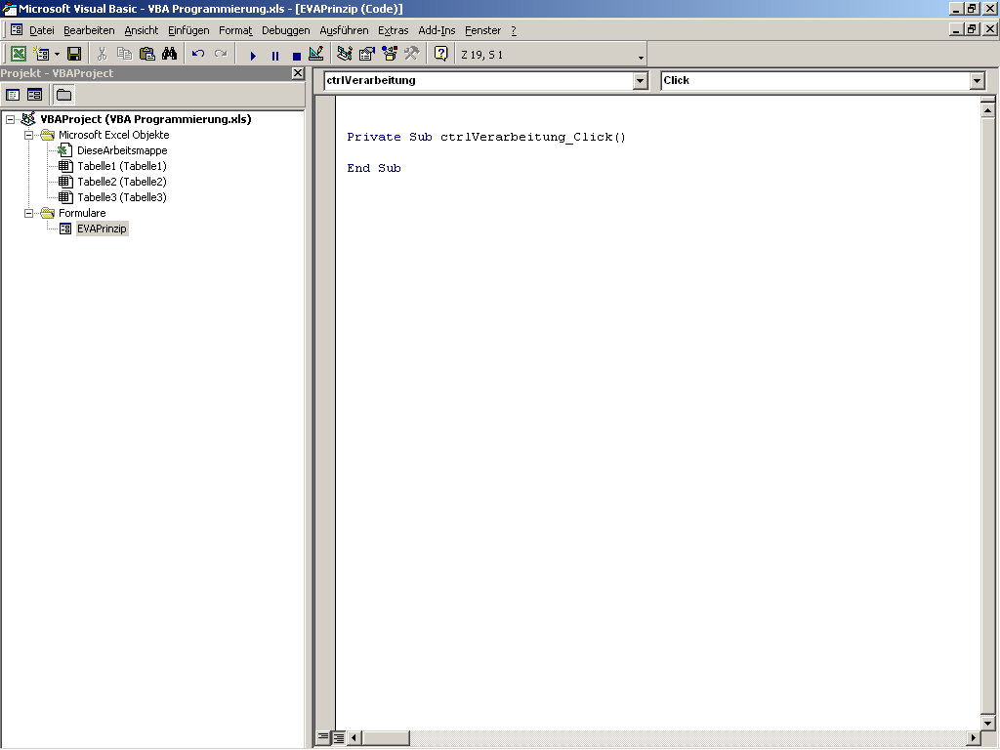 Microsoft Visual Basic - VBA Programmierung.xls - [EVAPrinzip (Code)]
Datei Bearbeiten Ansicht Einfügen Format Debuggen Ausführen Extras Add-Ins Fenster ?
Z 19, S 1
Projekt - VBAProject
ctrlVerarbeitung
Click
VBAProject (VBA Programmierung.xls)
Microsoft Excel Objekte
DieseArbeitsmappe
Tabelle1 (Tabelle1)
Tabelle2 (Tabelle2)
Tabelle3 (Tabelle3)
Formulare
EVAPrinzip
Private Sub ctrlVerarbeitung_Click()
End Sub